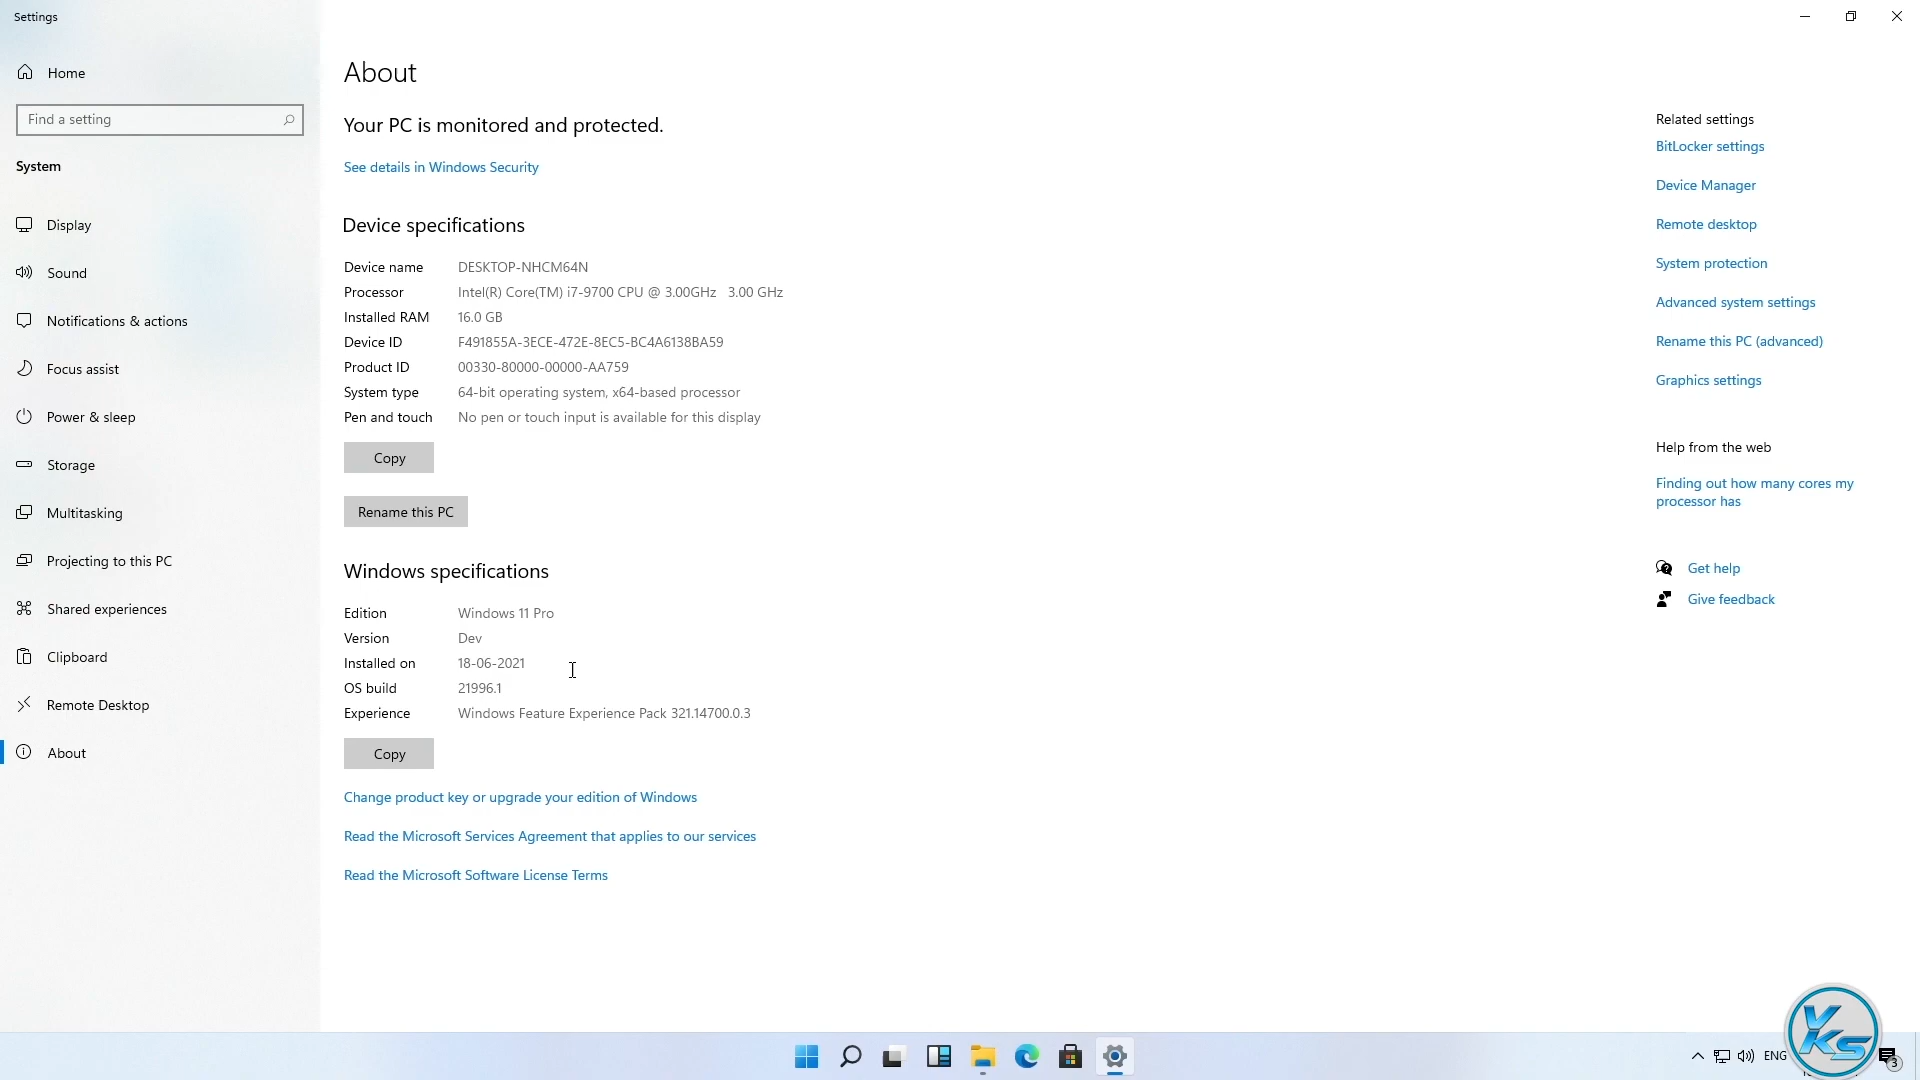 Settings
Home
Find a setting
System
Display
Sound
Notifications & actions
Focus assist
Power & sleep
Storage
Multitasking
Projecting to this PC
Shared experiences
Clipboard
Remote Desktop
About
About
Your PC is monitored and protected.
See details in Windows Security
Device specifications
Device name DESKTOP-NHCM64N
Processor Intel(R) Core(TM) i7-9700 CPU @ 3.00GHz 3.00 GHz
Installed RAM 16.0 GB
Device ID F491855A-3ECE-472E-8EC5-BC4A6138BA59
Product ID 00330-80000-00000-AA759
System type 64-bit operating system, x64-based processor
Pen and touch No pen or touch input is available for this display
Copy
Rename this PC
Windows specifications
Edition Windows 11 Pro
Version Dev
Installed on 18-06-2021
OS build 21996.1
Experience Windows Feature Experience Pack 321.14700.0.3
Copy
Change product key or upgrade your edition of Windows
Read the Microsoft Services Agreement that applies to our services
Read the Microsoft Software License Terms
Related settings
BitLocker settings
Device Manager
Remote desktop
System protection
Advanced system settings
Rename this PC (advanced)
Graphics settings
Help from the web
Finding out how many cores my
processor has
Get help
Give feedback
ENG
YKS
3